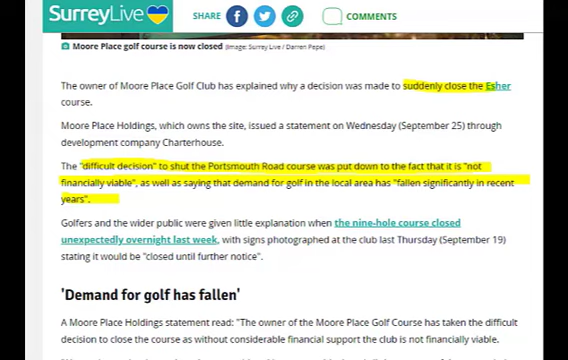 SurreyLive
SHARE
COMMENTS
Moore Place golf course is now closed (Image: Surrey Live / Darren Pepe)
The owner of Moore Place Golf Club has explained why a decision was made to suddenly close the Esher
course.
Moore Place Holdings, which owns the site, issued a statement on Wednesday (September 25) through
development company Charterhouse.
The "difficult decision" to shut the Portsmouth Road course was put down to the fact that it is "not
financially viable", as well as saying that demand for golf in the local area has "fallen significantly in recent
years".
Golfers and the wider public were given little explanation when the nine-hole course closed
unexpectedly overnight last week, with signs photographed at the club last Thursday (September 19)
stating it would be "closed until further notice".
'Demand for golf has fallen'
A Moore Place Holdings statement read: "The owner of the Moore Place Golf Course has taken the difficult
decision to close the course as without considerable financial support the club is not financially viable.